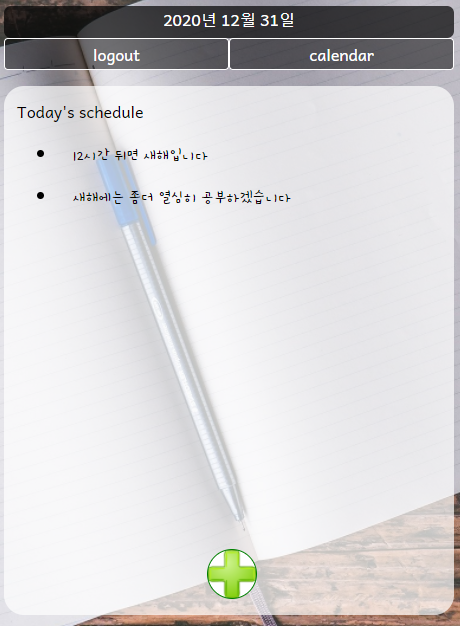 2020년 12월 31일
logout
calendar
Today's schedule
12시간 뒤면 새해입니다
새해에는 좀더 열심히 공부하겠습니다